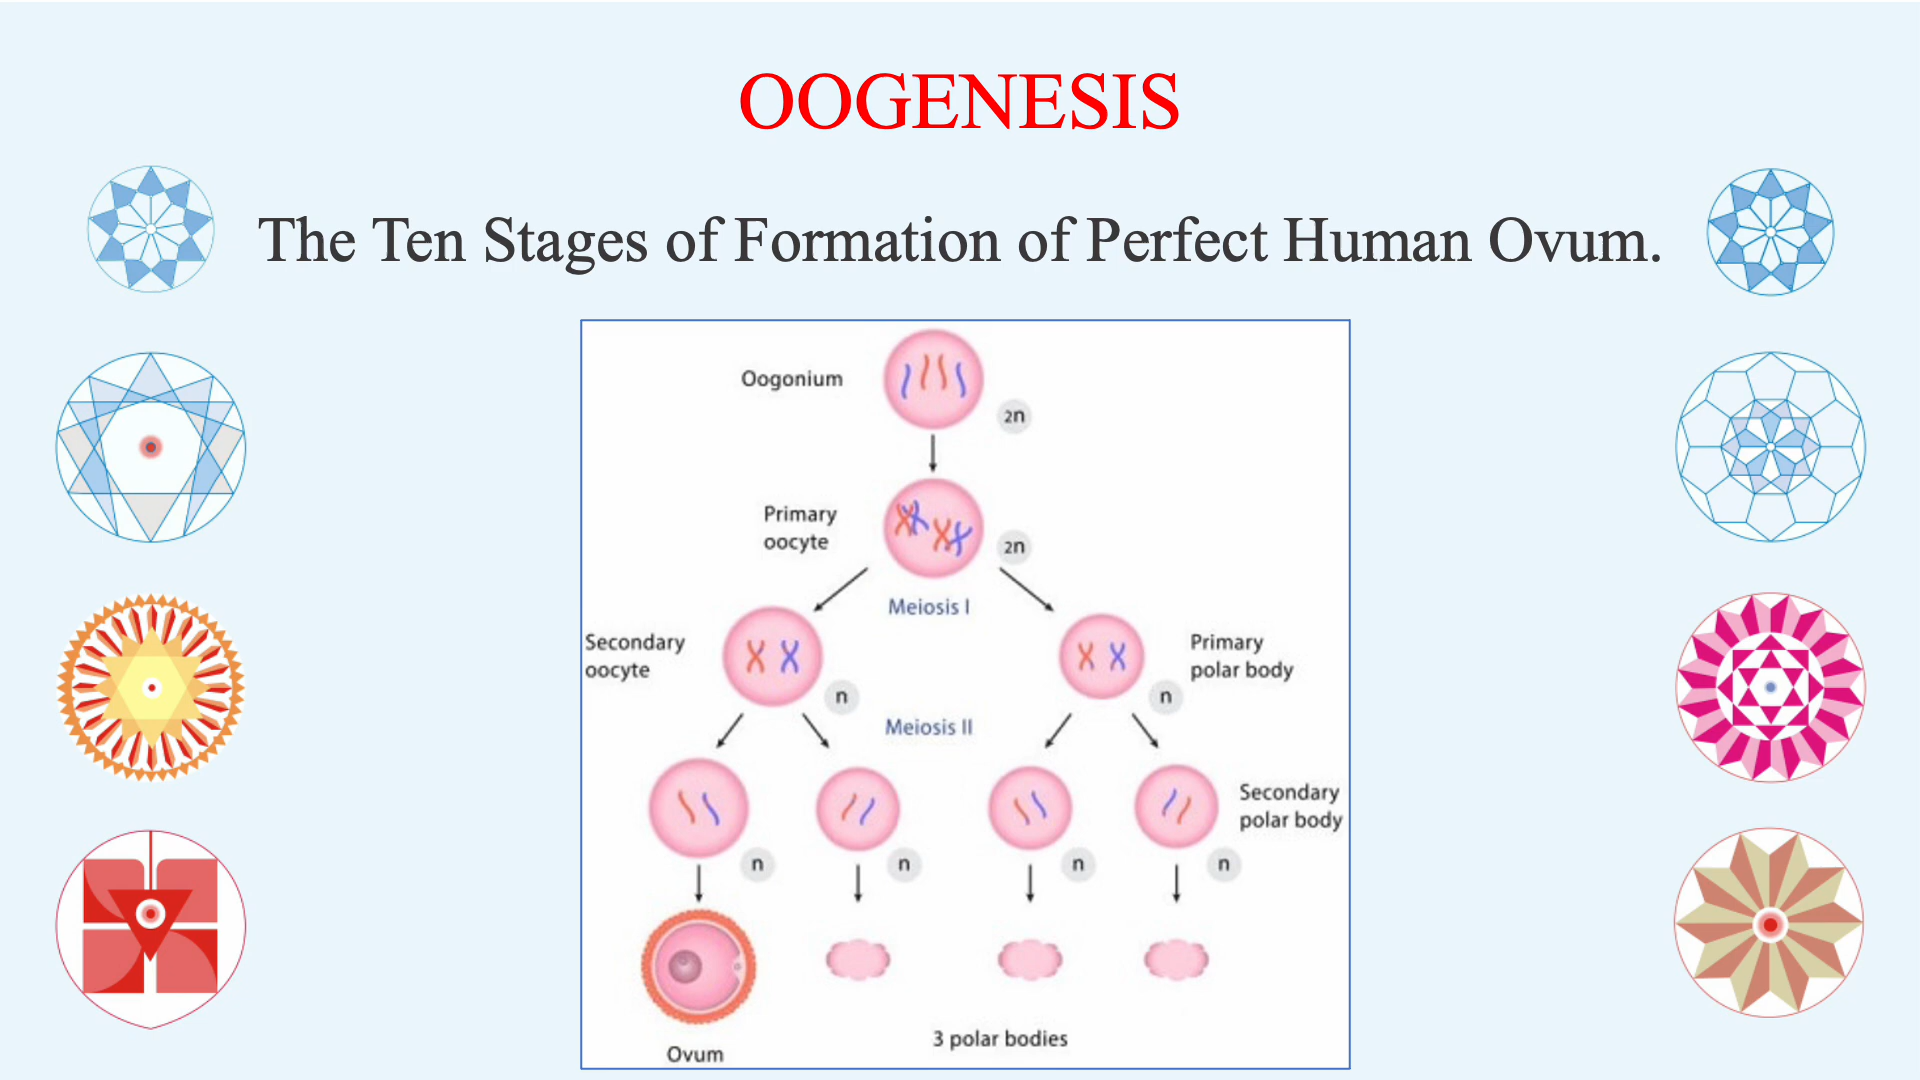 OOGENESIS
The Ten Stages of Formation of Perfect Human Ovum.
Oogonium
2n
Primary
oocyte
2n
Meiosis I
Secondary
oocyte
n
Primary
polar body
n
Meiosis II
Secondary
polar body
n
n
n
n
3 polar bodies
Ovum